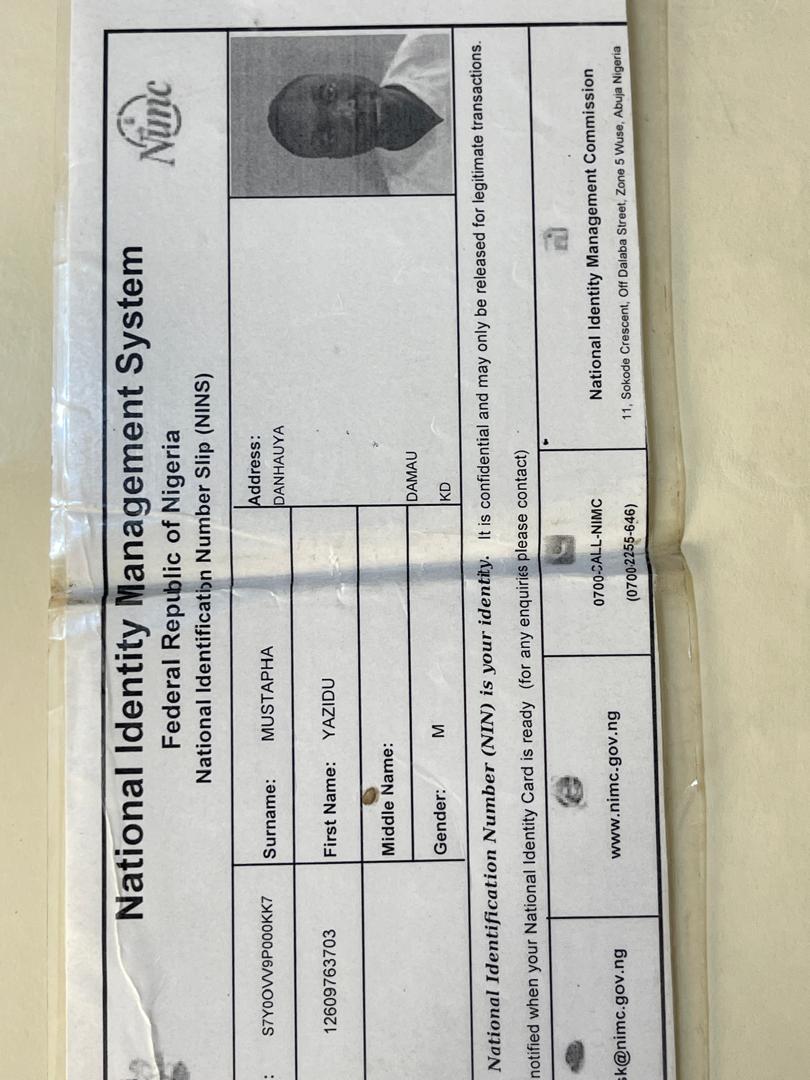 National Identity Management System
Federal Republic of Nigeria
National Identification Number Slip (NINS)
Nimc
: S7Y0OVV9P000KK7
Surname: MUSTAPHA
Address:
DANHAUYA
12609763703
First Name: YAZIDU
Middle Name:
DAMAU
Gender: M
KD
National Identification Number (NIN) is your identity. It is confidential and may only be released for legitimate transactions.
notified when your National Identity Card is ready (for any enquiries please contact)
sk@nimc.gov.ng
www.nimc.gov.ng
0700-CALL-NIMC
(0700-2255-646)
National Identity Management Commission
11, Sokode Crescent, Off Dalaba Street, Zone 5 Wuse, Abuja Nigeria